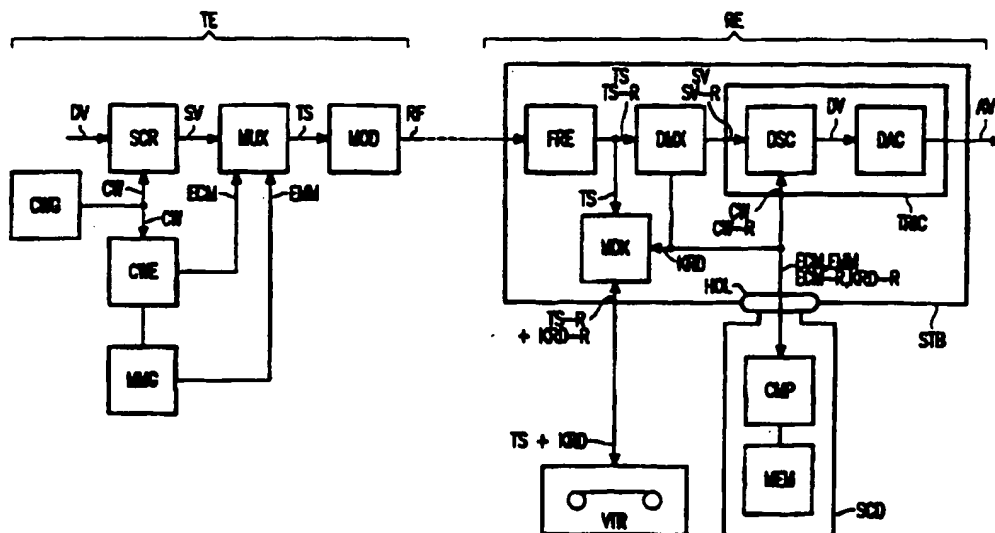 TE
RE
DV SCR SV MUX TS MOD RF
FRE
TS
TS-R
DMX
SV
SV-R
DSC DV DAC AV
CWG
CW
ECM
EMM
CW
TS
CW
CW-R
TRIC
CWE
MDX
KRD
ECM,EMM
ECM-R,KRD-R
HOL
TS-R
+ KRD-R
STB
MMG
CMP
TS + KRD
MEM
VTR
SCD